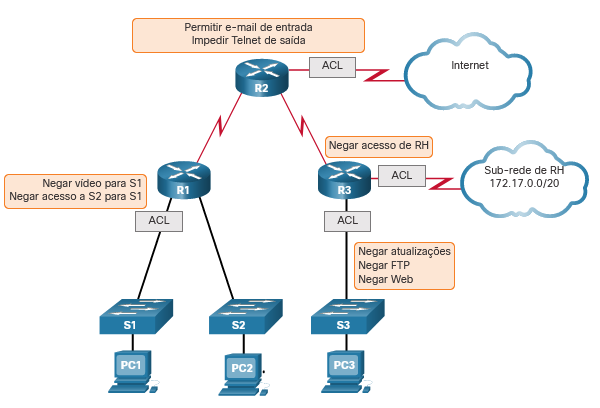 Permitir e-mail de entrada
Impedir Telnet de saída
ACL
Internet
R2
Negar acesso de RH
Sub-rede de RH
172.17.0.0/20
ACL
Negar vídeo para S1
Negar acesso a S2 para S1
R1
R3
ACL
ACL
Negar atualizações
Negar FTP
Negar Web
S1
S2
S3
PC1
PC2
PC3